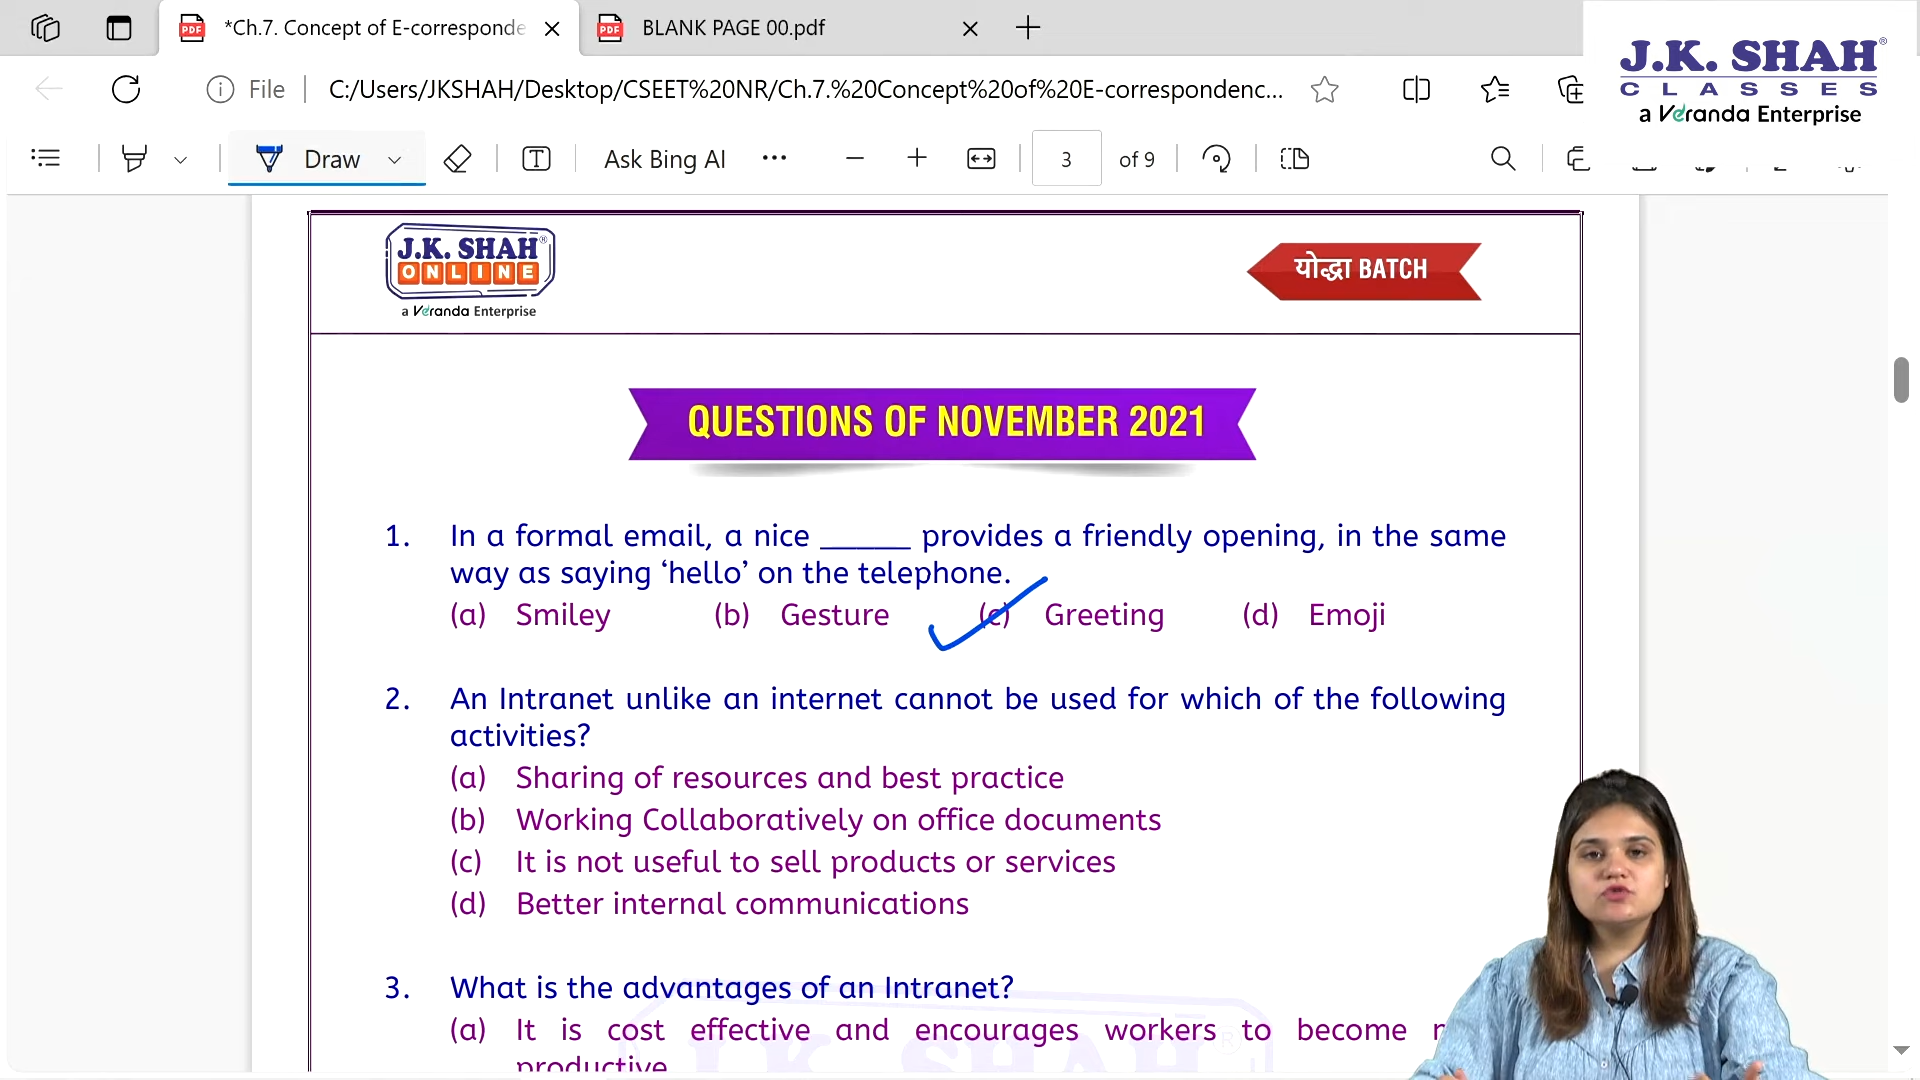 *Ch.7. Concept of E-corresponde
BLANK PAGE 00.pdf
J.K. SHAH®
CLASSES
a Veranda Enterprise
File
C:/Users/JKSHAH/Desktop/CSEET%20NR/Ch.7.%20Concept%20of%20E-correspondenc...
Draw
Ask Bing AI
3
of 9
J.K. SHAH®
ONLINE
a Veranda Enterprise
योद्धा BATCH
QUESTIONS OF NOVEMBER 2021
1. In a formal email, a nice _____ provides a friendly opening, in the same
way as saying ‘hello’ on the telephone.
(a) Smiley (b) Gesture (c) Greeting (d) Emoji
2. An Intranet unlike an internet cannot be used for which of the following
activities?
(a) Sharing of resources and best practice
(b) Working Collaboratively on office documents
(c) It is not useful to sell products or services
(d) Better internal communications
3. What is the advantages of an Intranet?
(a) It is cost effective and encourages workers to become
productive
J.K. SHAH®